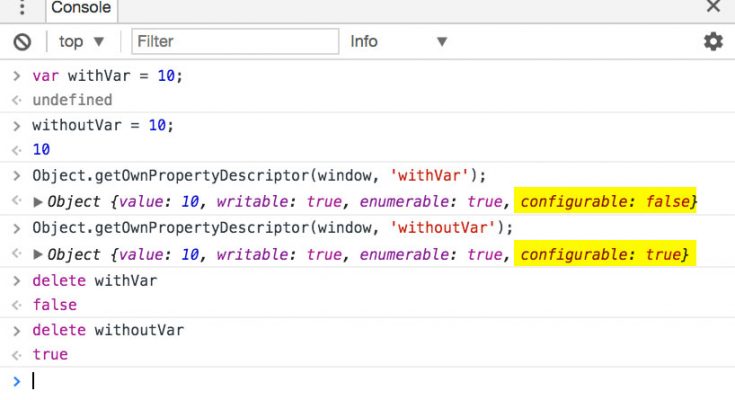 Console
top ▼ Filter Info ▼
> var withVar = 10;
<· undefined
> withoutVar = 10;
<· 10
> Object.getOwnPropertyDescriptor(window, 'withVar');
<· ▶ Object {value: 10, writable: true, enumerable: true, configurable: false}
> Object.getOwnPropertyDescriptor(window, 'withoutVar');
<· ▶ Object {value: 10, writable: true, enumerable: true, configurable: true}
> delete withVar
<· false
> delete withoutVar
<· true
>